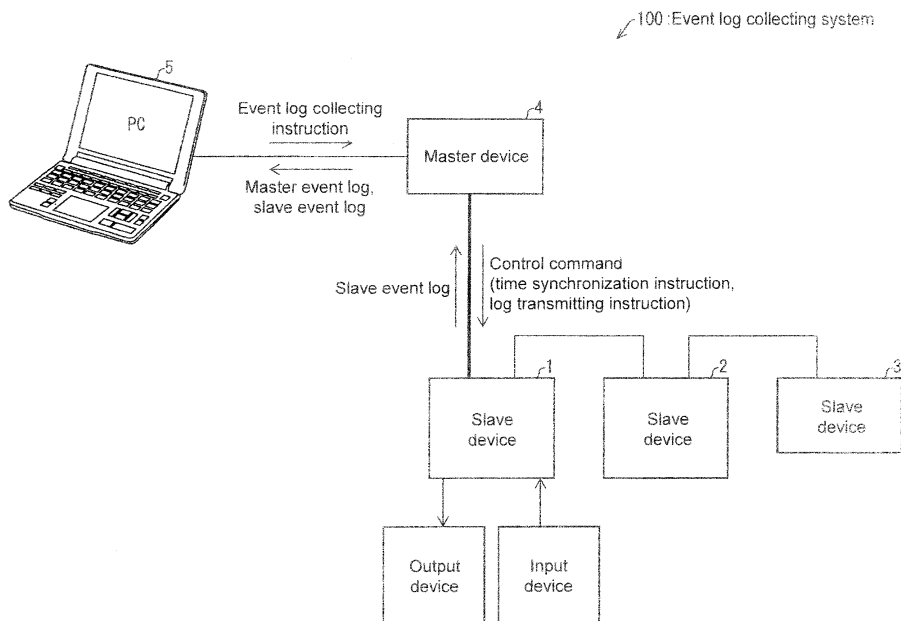 100 :Event log collecting system
5
PC
Event log collecting
instruction
Master event log,
slave event log
4
Master device
Slave event log
Control command
(time synchronization instruction,
log transmitting instruction)
1
Slave
device
2
Slave
device
3
Slave
device
Output
device
Input
device